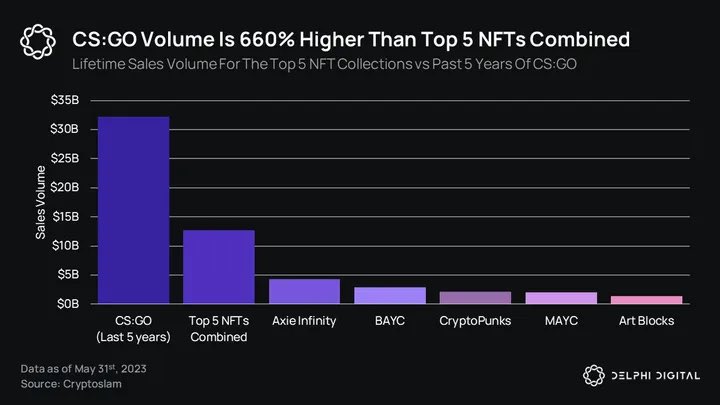 CS:GO Volume Is 660% Higher Than Top 5 NFTs Combined
Lifetime Sales Volume For The Top 5 NFT Collections vs Past 5 Years Of CS:GO
$35B
$30B
$25B
$20B
$15B
$10B
$5B
$0B
Sales Volume
CS:GO
(Last 5 years)
Top 5 NFTs
Combined
Axie Infinity
BAYC
CryptoPunks
MAYC
Art Blocks
Data as of May 31st, 2023
Source: Cryptoslam
DELPHI DIGITAL